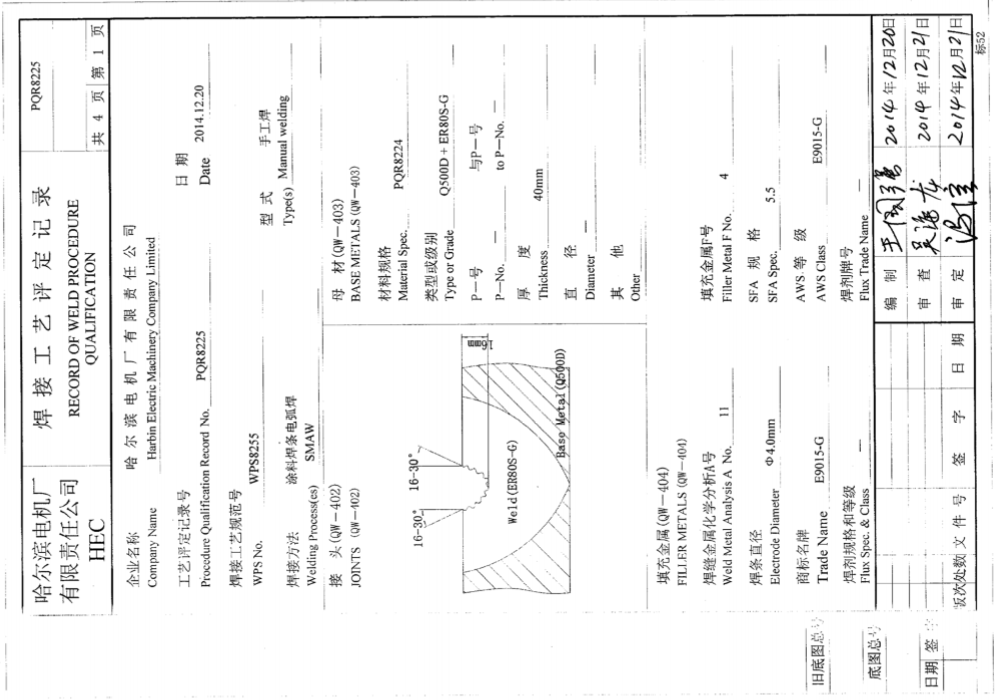 哈尔滨电机厂
有限责任公司
HEC
焊 接 工 艺 评 定 记 录
RECORD OF WELD PROCEDURE
QUALIFICATION
PQR8225
共 4 页 第 1 页
企业名称 哈 尔 滨 电 机 厂 有 限 责 任 公 司
Company Name Harbin Electric Machinery Company Limited
工艺评定记录号 日 期
Procedure Qualification Record No. PQR8225 Date 2014.12.20
焊接工艺规范号
WPS No. WPS8255
焊接方法 涂料焊条电弧焊 型 式 手工焊
Welding Process(es) SMAW Type(s) Manual welding
接 头(QW-402)
JOINTS (QW-402)
16-30° 16-30°
16mm
Weld(ER80S-G)
Base Metal(Q500D)
母 材(QW-403)
BASE METALS(QW-403)
材料规格
Material Spec. PQR8224
类型或级别
Type or Grade Q500D+ER80S-G
P-号 — 与P-号
P-No. — to P-No. —
厚 度
Thickness 40mm
直 径
Diameter —
其 他
Other
填充金属(QW-404)
FILLER METALS (QW-404)
焊缝金属化学分析A号 填充金属F号
Weld Metal Analysis A No. 11 Filler Metal F No. 4
焊条直径 SFA 规 格
Electrode Diameter Φ4.0mm SFA Spec. 5.5
商标名牌 AWS 等 级
Trade Name E9015-G AWS Class E9015-G
焊剂规格和等级 焊剂牌号
Flux Spec. & Class — Flux Trade Name —
编 制 2014年12月20日
审 查 吴海龙 2014年12月21日
审 定 2014年12月21日
版次 处数 文 件 号 签 字 日 期
标52
旧底图总号
底图总号
日期 签 字